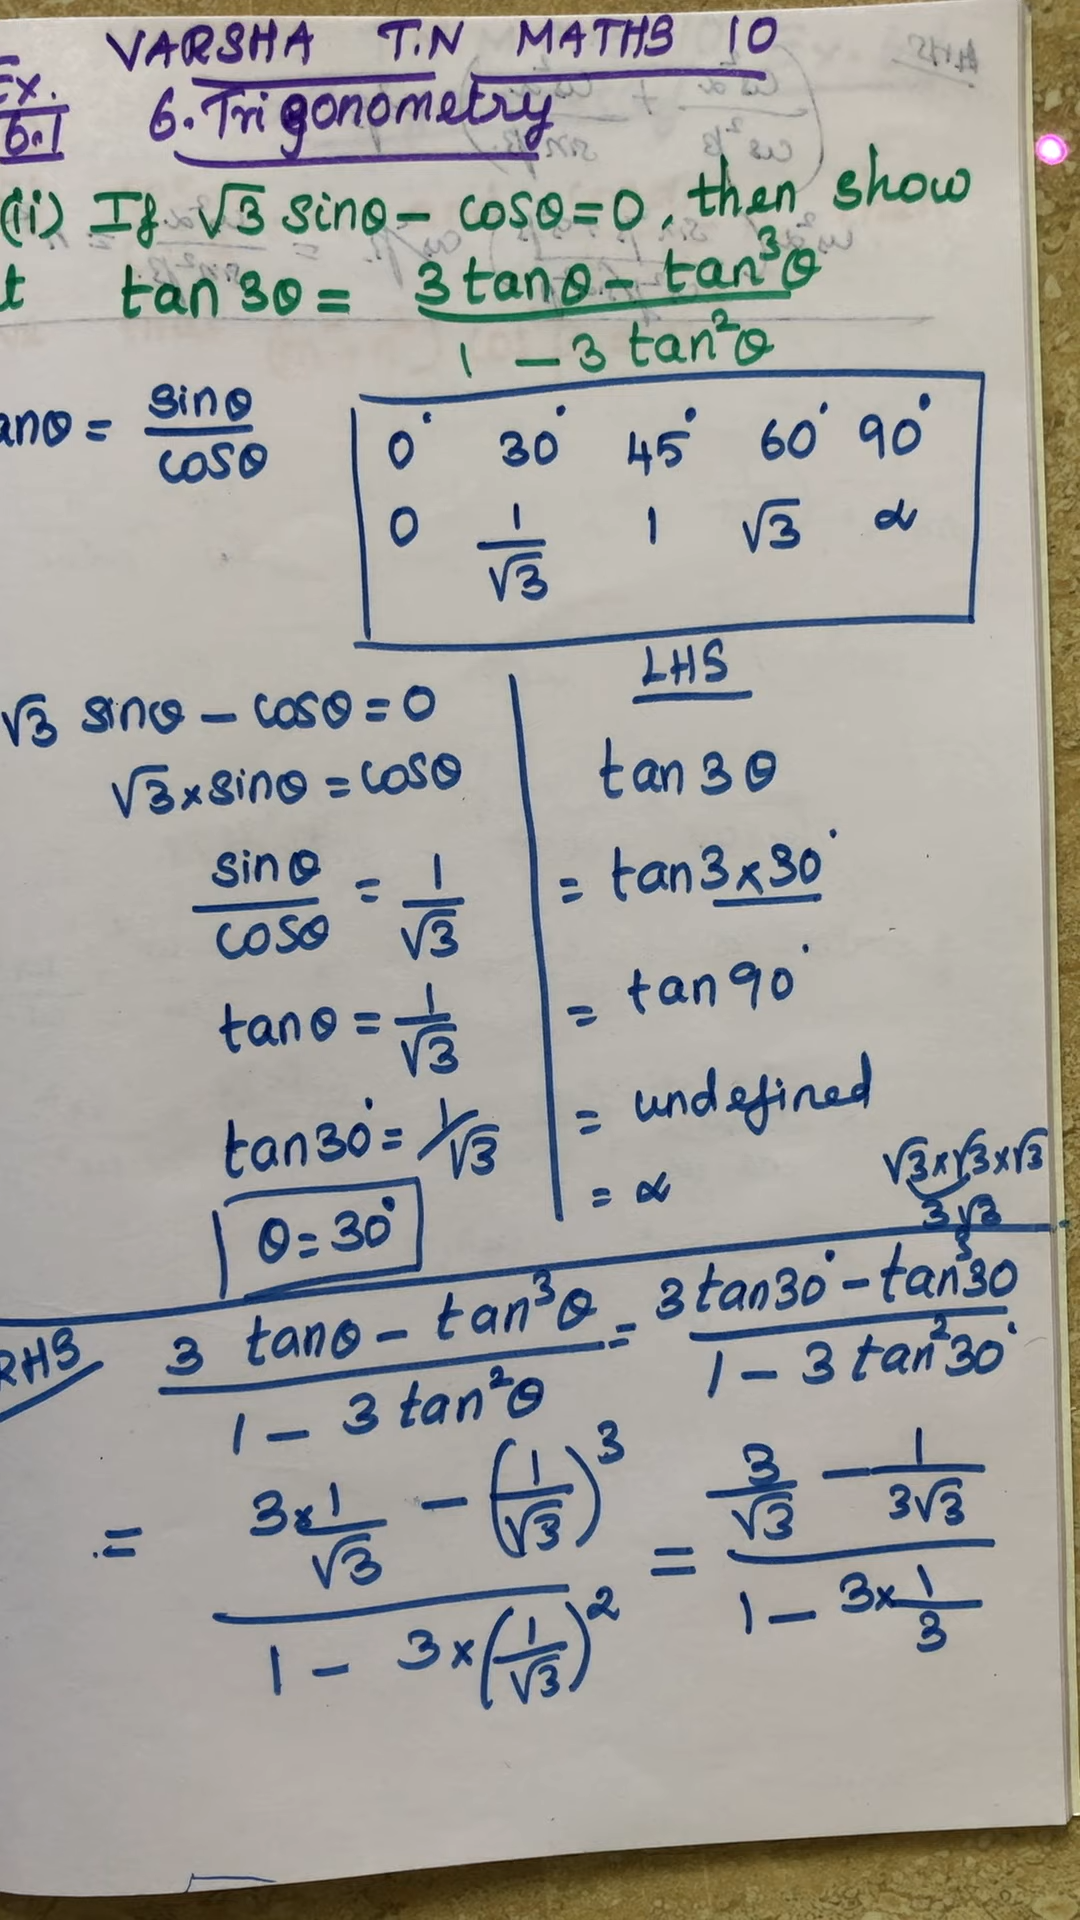 VARSHA T.N MATHS 10
Ex. 6.1
6. Trigonometry
(ii) If √3 sinθ - cosθ = 0, then show
t tan 3θ = (3 tanθ - tan³θ) / (1 - 3 tan²θ)
anθ = sinθ / cosθ
0° 30° 45° 60° 90°
0 1/√3 1 √3 α
√3 sinθ - cosθ = 0
√3 × sinθ = cosθ
sinθ / cosθ = 1/√3
tanθ = 1/√3
tan30° = 1/√3
θ = 30°
LHS
tan 3θ
= tan 3×30°
= tan 90°
= undefined
= α
√3×√3×√3
3√3
RHS (3 tanθ - tan³θ) / (1 - 3 tan²θ) = (3 tan30° - tan³30) / (1 - 3 tan²30°)
= (3×1/√3 - (1/√3)³) / (1 - 3×(1/√3)²) = (3/√3 - 1/3√3) / (1 - 3×1/3)